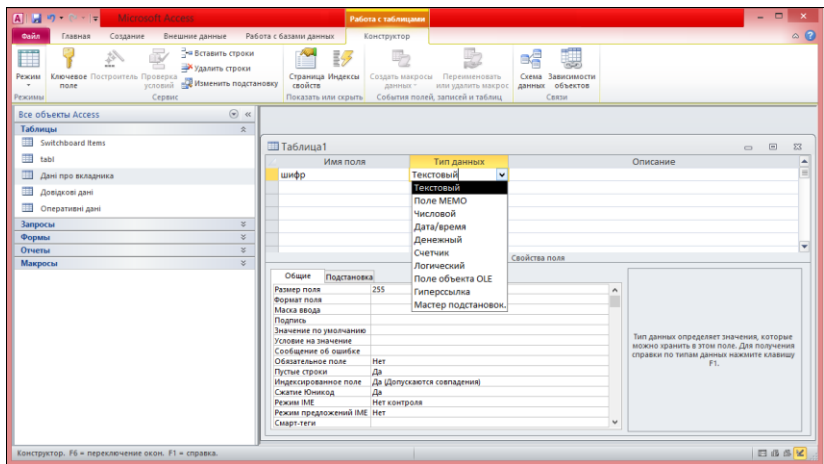 Microsoft Access
Работа с таблицами
Файл Главная Создание Внешние данные Работа с базами данных Конструктор
Режим
Ключевое поле
Построитель
Проверка условий
Вставить строки
Удалить строки
Изменить подстановку
Страница свойств
Индексы
Создать макросы данных
Переименовать или удалить макрос
Схема данных
Зависимости объектов
Режимы Сервис Показать или скрыть События полей, записей и таблиц Связи
Все объекты Access
Таблицы
Switchboard Items
tabl
Дані про вкладника
Довідкові дані
Оперативні дані
Запросы
Формы
Отчеты
Макросы
Таблица1
Имя поля Тип данных Описание
шифр Текстовый
Текстовый
Поле МЕМО
Числовой
Дата/время
Денежный
Счетчик
Логический
Поле объекта OLE
Гиперссылка
Мастер подстановок.
Свойства поля
Общие Подстановка
Размер поля 255
Формат поля
Маска ввода
Подпись
Значение по умолчанию
Условие на значение
Сообщение об ошибке
Обязательное поле Нет
Пустые строки Да
Индексированное поле Да (Допускаются совпадения)
Сжатие Юникод Да
Режим IME Нет контроля
Режим предложений IME Нет
Смарт-теги
Тип данных определяет значения, которые
можно хранить в этом поле. Для получения
справки по типам данных нажмите клавишу
F1.
Конструктор. F6 = переключение окон. F1 = справка.